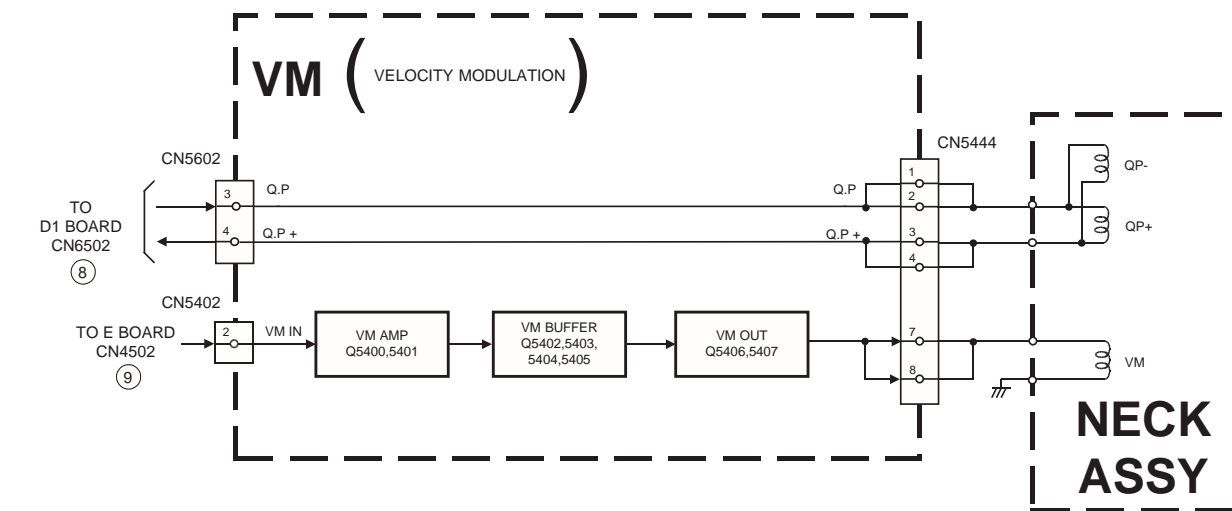 VM ( VELOCITY MODULATION )
CN5602
CN5444
TO
D1 BOARD
CN6502
8
3
Q.P
4
Q.P +
Q.P
1
2
Q.P +
3
4
QP-
QP+
CN5402
TO E BOARD
CN4502
9
2
VM IN
VM AMP
Q5400,5401
VM BUFFER
Q5402,5403,
5404,5405
VM OUT
Q5406,5407
7
8
VM
NECK
ASSY